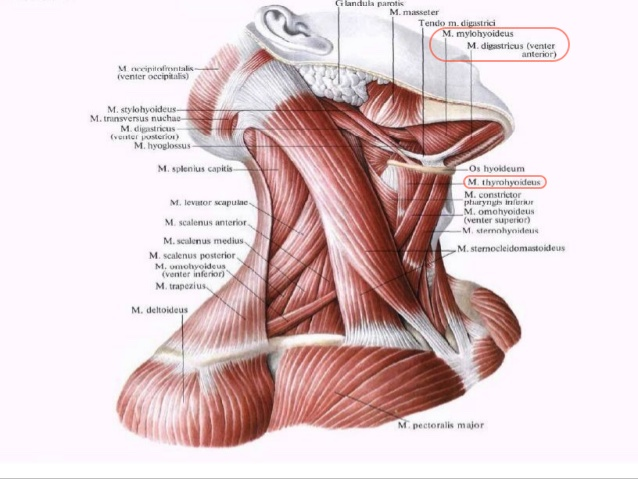 Glandula parotis
M. masseter
Tendo m. digastrici
M. mylohyoideus
M. digastricus (venter
anterior)
M. occipitofrontalis
(venter occipitalis)
M. stylohyoideus
M. transversus nuchae
M. digastricus
(venter posterior)
M. hyoglossus
M. splenius capitis
M. levator scapulae
M. scalenus anterior
M. scalenus medius
M. scalenus posterior
M. omohyoideus
(venter inferior)
M. trapezius
M. deltoideus
Os hyoideum
M. thyrohyoideus
M. constrictor
pharyngis inferior
M. omohyoideus
(venter superior)
M. sternohyoideus
M. sternocleidomastoideus
M. pectoralis major